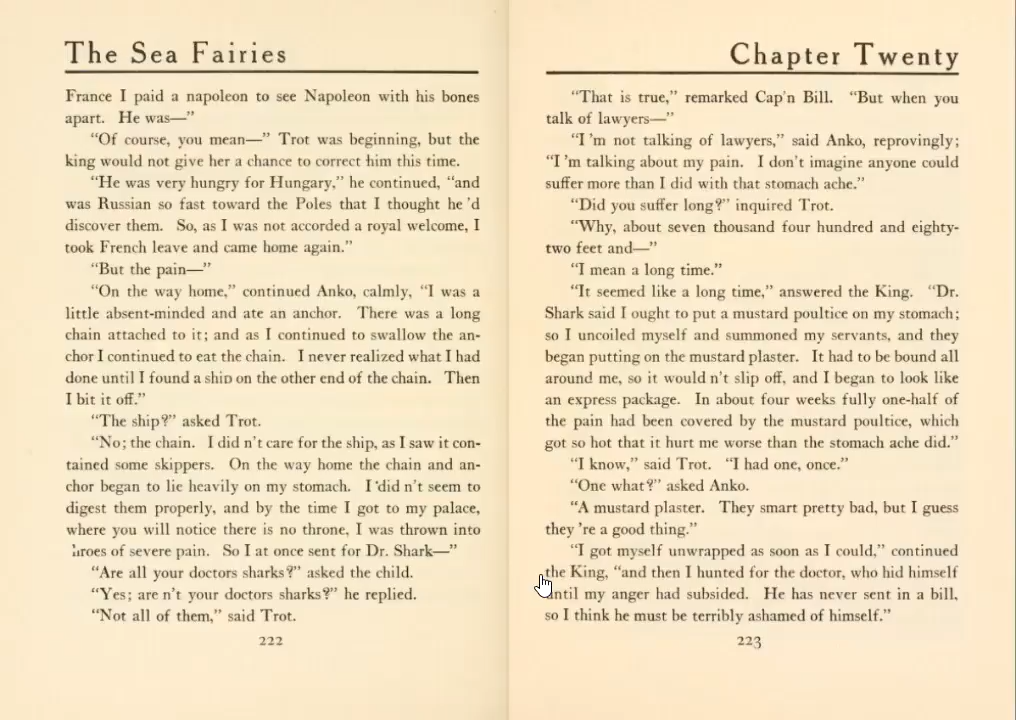 The Sea Fairies
France I paid a napoleon to see Napoleon with his bones
apart. He was—”
“Of course, you mean—” Trot was beginning, but the
king would not give her a chance to correct him this time.
“He was very hungry for Hungary,” he continued, “and
was Russian so fast toward the Poles that I thought he 'd
discover them. So, as I was not accorded a royal welcome, I
took French leave and came home again.”
“But the pain—”
“On the way home,” continued Anko, calmly, “I was a
little absent-minded and ate an anchor. There was a long
chain attached to it; and as I continued to swallow the an-
chor I continued to eat the chain. I never realized what I had
done until I found a ship on the other end of the chain. Then
I bit it off.”
“The ship?” asked Trot.
“No; the chain. I did n't care for the ship, as I saw it con-
tained some skippers. On the way home the chain and an-
chor began to lie heavily on my stomach. I did n't seem to
digest them properly, and by the time I got to my palace,
where you will notice there is no throne, I was thrown into
throes of severe pain. So I at once sent for Dr. Shark—”
“Are all your doctors sharks?” asked the child.
“Yes; are n't your doctors sharks?” he replied.
“Not all of them,” said Trot.
222
Chapter Twenty
“That is true,” remarked Cap'n Bill. “But when you
talk of lawyers—”
“I 'm not talking of lawyers,” said Anko, reprovingly;
“I 'm talking about my pain. I don't imagine anyone could
suffer more than I did with that stomach ache.”
“Did you suffer long?” inquired Trot.
“Why, about seven thousand four hundred and eighty-
two feet and—”
“I mean a long time.”
“It seemed like a long time,” answered the King. “Dr.
Shark said I ought to put a mustard poultice on my stomach;
so I uncoiled myself and summoned my servants, and they
began putting on the mustard plaster. It had to be bound all
around me, so it would n't slip off, and I began to look like
an express package. In about four weeks fully one-half of
the pain had been covered by the mustard poultice, which
got so hot that it hurt me worse than the stomach ache did.”
“I know,” said Trot. “I had one, once.”
“One what?” asked Anko.
“A mustard plaster. They smart pretty bad, but I guess
they 're a good thing.”
“I got myself unwrapped as soon as I could,” continued
the King, “and then I hunted for the doctor, who hid himself
until my anger had subsided. He has never sent in a bill,
so I think he must be terribly ashamed of himself.”
223